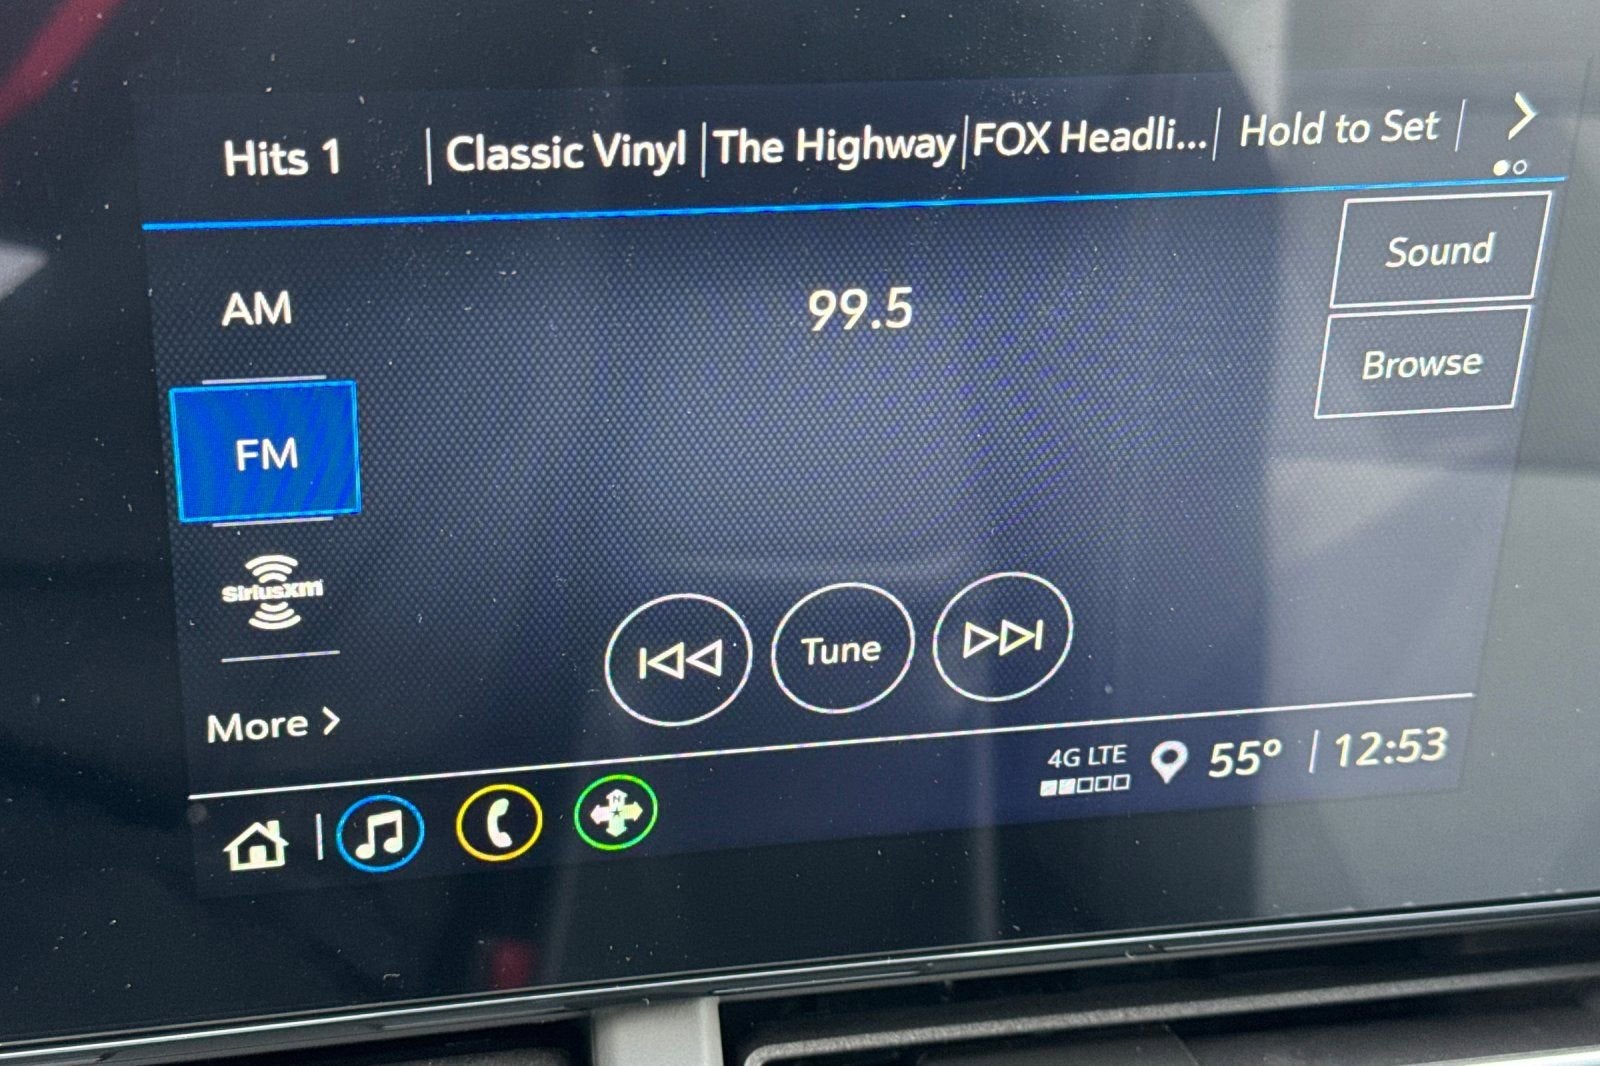 Hits 1 | Classic Vinyl | The Highway | FOX Headli... | Hold to Set |
Sound
AM
99.5
Browse
FM
SiriusXM
Tune
More >
4G LTE
55° | 12:53
N